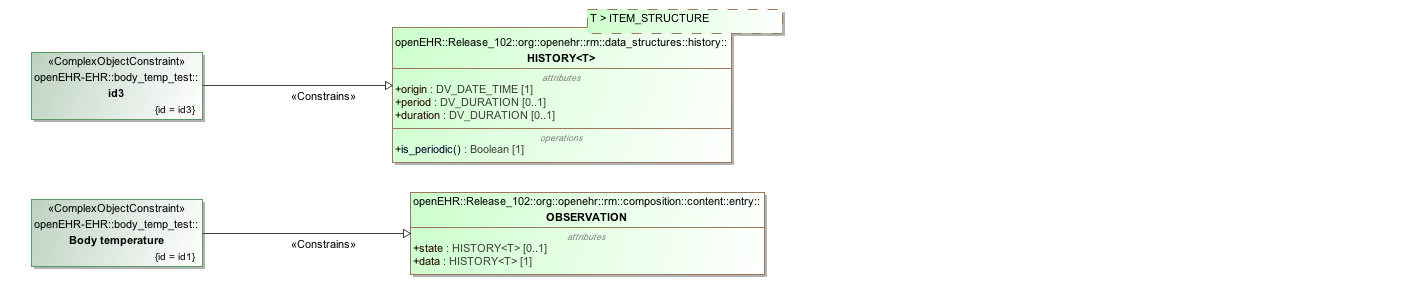 T > ITEM_STRUCTURE
openEHR::Release_102::org::openehr::rm::data_structures::history::
HISTORY<T>
attributes
+origin : DV_DATE_TIME [1]
+period : DV_DURATION [0..1]
+duration : DV_DURATION [0..1]
operations
+is_periodic() : Boolean [1]
«ComplexObjectConstraint»
openEHR-EHR::body_temp_test::
id3
{id = id3}
«Constrains»
openEHR::Release_102::org::openehr::rm::composition::content::entry::
OBSERVATION
attributes
+state : HISTORY<T> [0..1]
+data : HISTORY<T> [1]
«ComplexObjectConstraint»
openEHR-EHR::body_temp_test::
Body temperature
{id = id1}
«Constrains»